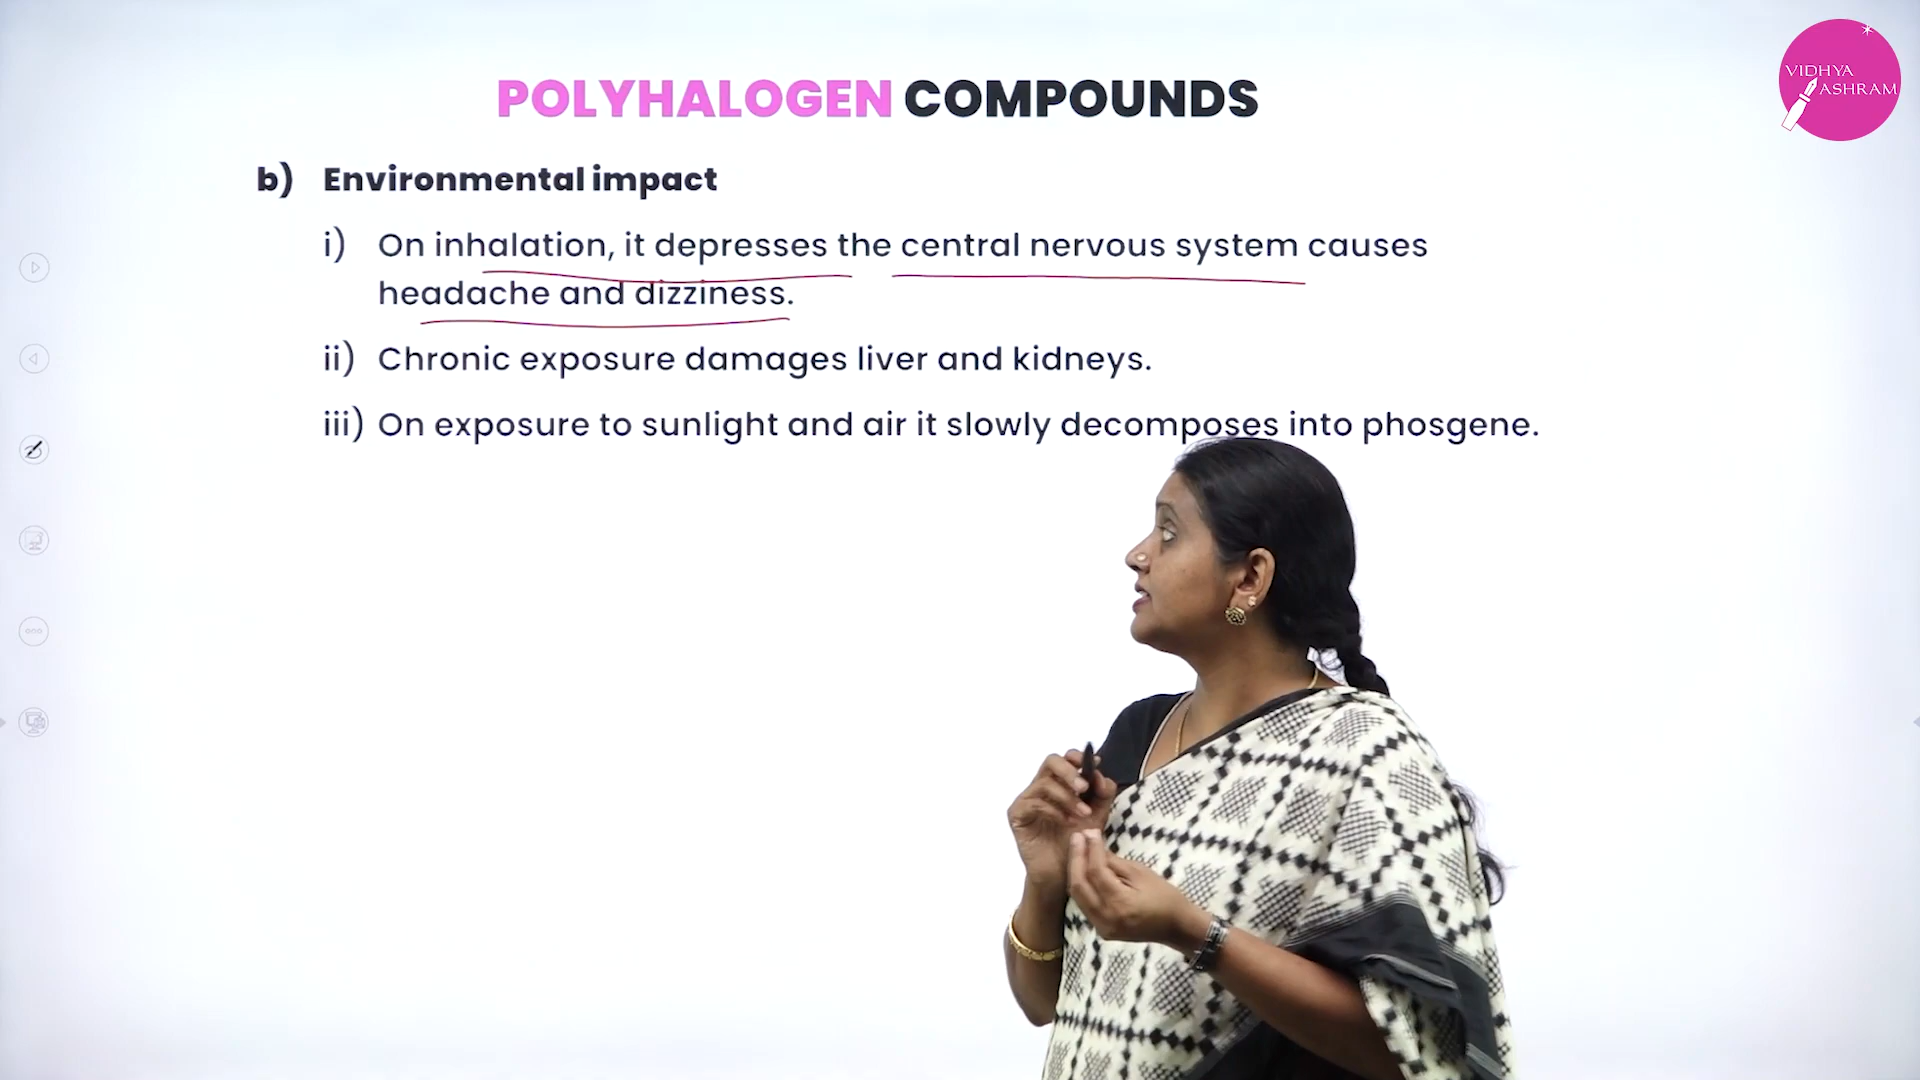 VIDHYA
ASHRAM
POLYHALOGEN COMPOUNDS
b) Environmental impact
i) On inhalation, it depresses the central nervous system causes
headache and dizziness.
ii) Chronic exposure damages liver and kidneys.
iii) On exposure to sunlight and air it slowly decomposes into phosgene.